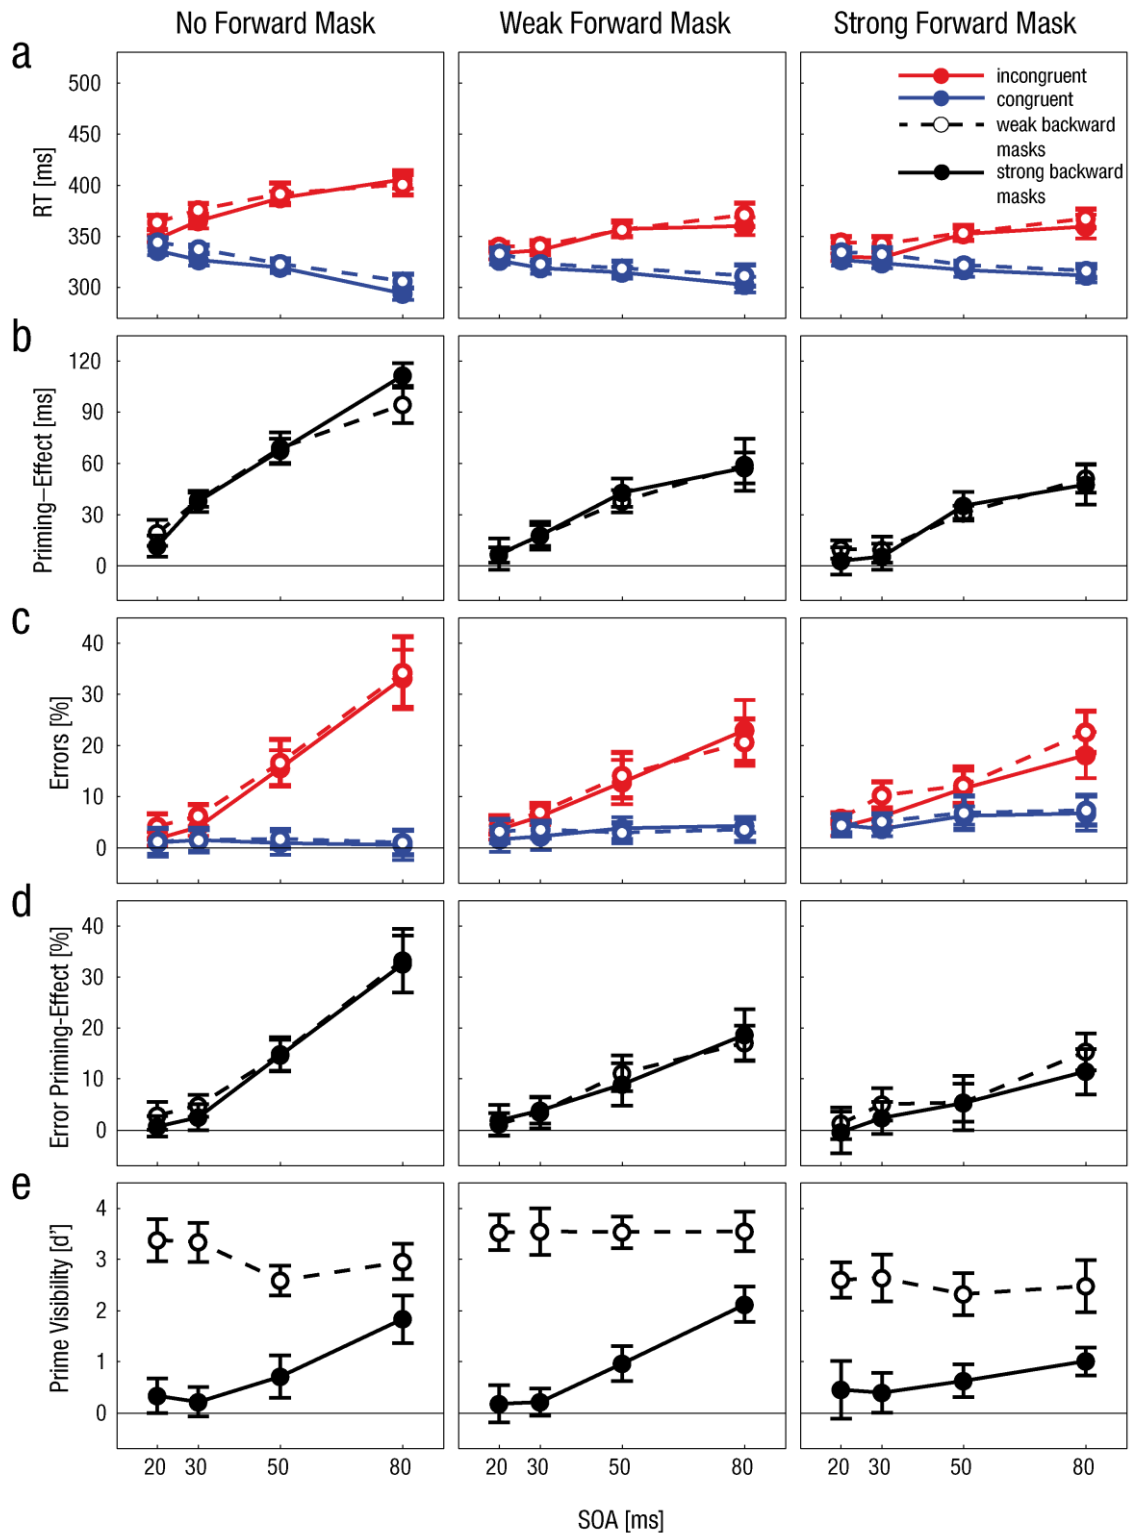 No Forward Mask
Weak Forward Mask
Strong Forward Mask
a
RT [ms]
500
450
400
350
300
incongruent
congruent
weak backward
masks
strong backward
masks
b
Priming–Effect [ms]
120
90
60
30
0
c
Errors [%]
40
30
20
10
0
d
Error Priming-Effect [%]
40
30
20
10
0
e
Prime Visibility [d']
4
3
2
1
0
20 30 50 80
20 30 50 80
20 30 50 80
SOA [ms]